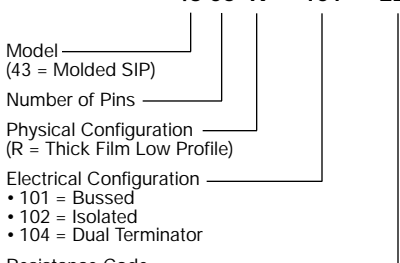 Model
(43 = Molded SIP)
Number of Pins
Physical Configuration
(R = Thick Film Low Profile)
Electrical Configuration
• 101 = Bussed
• 102 = Isolated
• 104 = Dual Terminator
Resistance Code